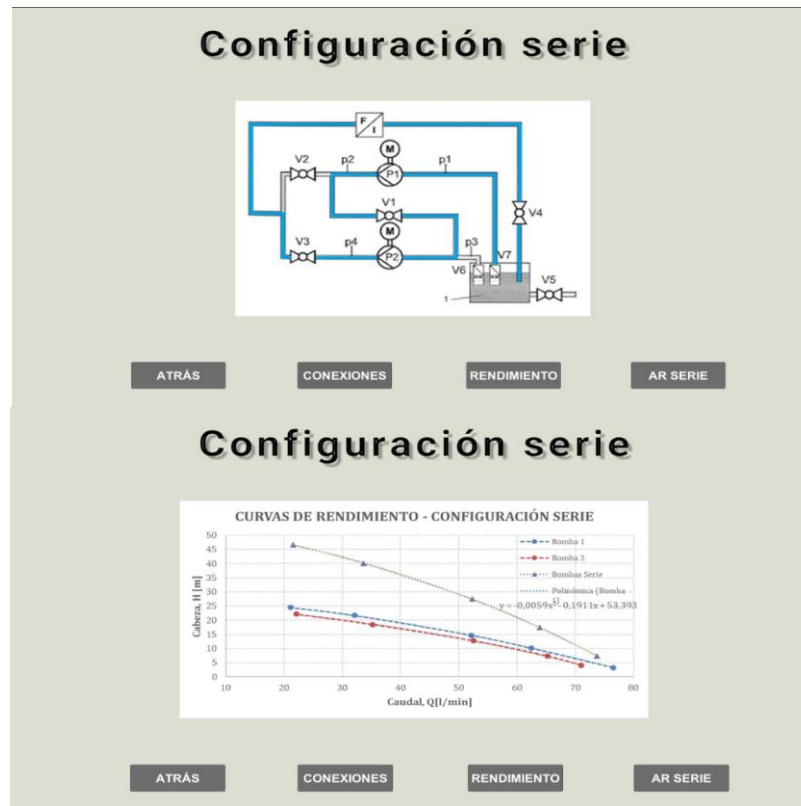 Configuración serie
F
I
M
V2 p2 P1 p1
V1
M
V4
V3 p4 P2 p3 V7
V6 V5
1
ATRÁS CONEXIONES RENDIMIENTO AR SERIE
Configuración serie
CURVAS DE RENDIMIENTO - CONFIGURACIÓN SERIE
Cabeza, H [m]
50
45
40
35
30
25
20
15
10
5
0
Bomba 1
Bomba 2
Bombas Serie
Polinómica (Bomba
1)
y = -0,0059x² - 0,1911x + 53,393
10 20 30 40 50 60 70 80
Caudal, Q[l/min]
ATRÁS CONEXIONES RENDIMIENTO AR SERIE